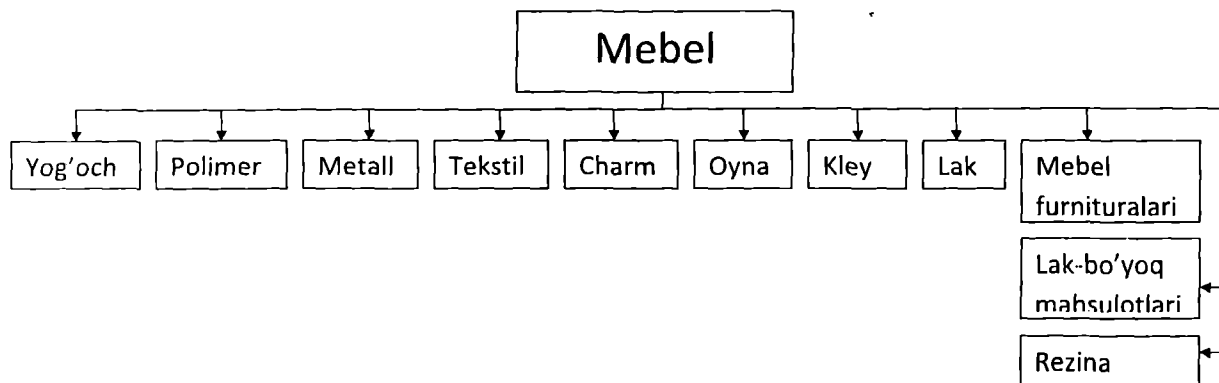 Mebel
Yog’och
Polimer
Metall
Tekstil
Charm
Oyna
Kley
Lak
Mebel
furnituralari
Lak-bo’yoq
mahsulotlari
Rezina